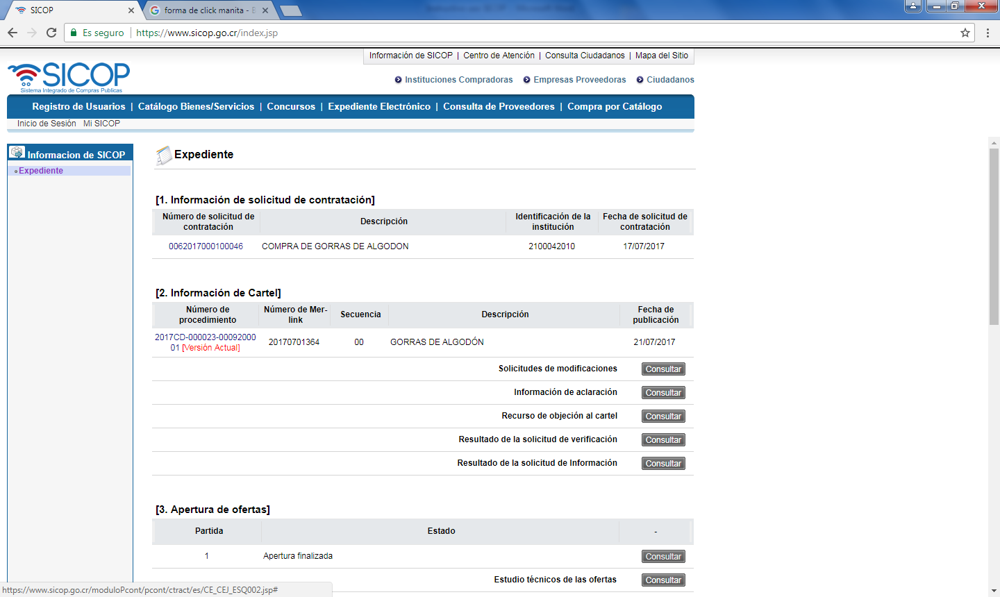 SICOP
forma de click manita - B
Es seguro
https://www.sicop.go.cr/index.jsp
Información de SICOP | Centro de Atención | Consulta Ciudadanos | Mapa del Sitio
SICOP
Sistema Integrado de Compras Publicas
Instituciones Compradoras
Empresas Proveedoras
Ciudadanos
Registro de Usuarios | Catálogo Bienes/Servicios | Concursos | Expediente Electrónico | Consulta de Proveedores | Compra por Catálogo
Inicio de Sesión Mi SICOP
Informacion de SICOP
Expediente
Expediente
[1. Información de solicitud de contratación]
Número de solicitud de contratación
Descripción
Identificación de la institución
Fecha de solicitud de contratación
0062017000100046
COMPRA DE GORRAS DE ALGODON
2100042010
17/07/2017
[2. Información de Cartel]
Número de procedimiento
Número de Mer-link
Secuencia
Descripción
Fecha de publicación
2017CD-000023-0009200001 [Versión Actual]
20170701364
00
GORRAS DE ALGODÓN
21/07/2017
Solicitudes de modificaciones
Consultar
Información de aclaración
Consultar
Recurso de objeción al cartel
Consultar
Resultado de la solicitud de verificación
Consultar
Resultado de la solicitud de Información
Consultar
[3. Apertura de ofertas]
Partida
Estado
-
1
Apertura finalizada
Consultar
Estudio técnicos de las ofertas
Consultar
https://www.sicop.go.cr/moduloPcont/pcont/ctract/es/CE_CEJ_ESQ002.jsp#